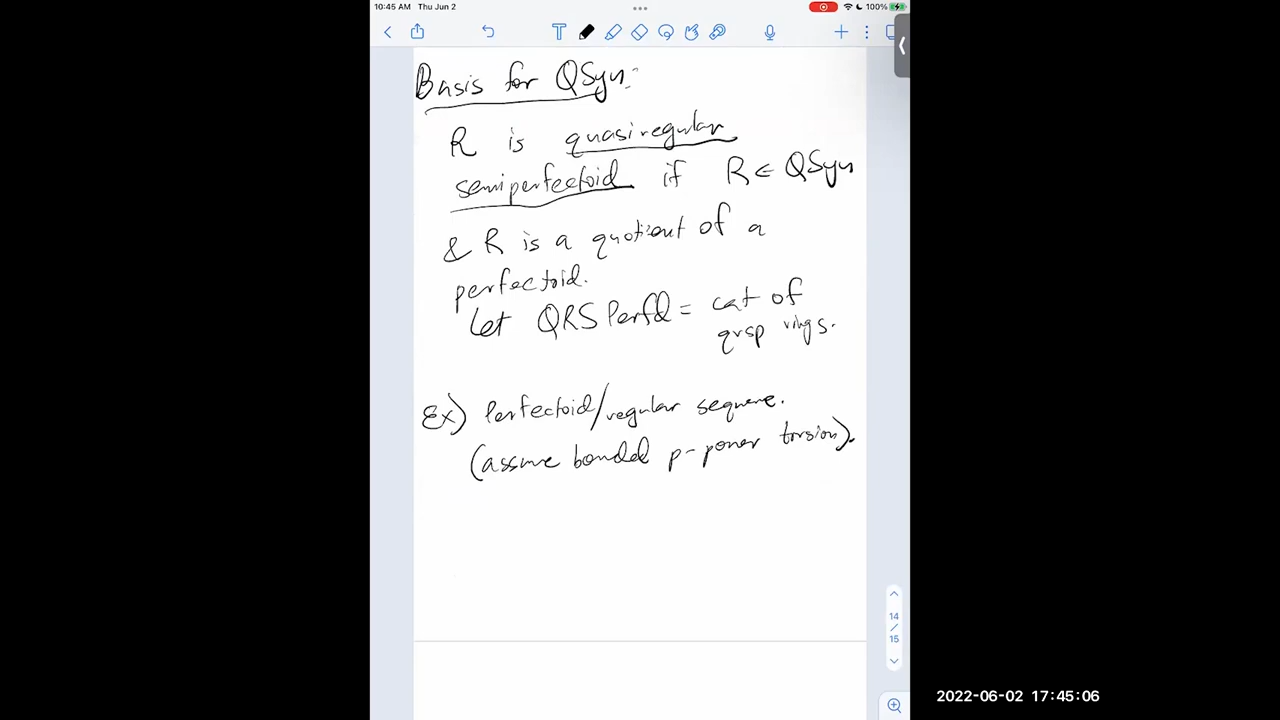 10:45 AM Thu Jun 2
100%
Basis for QSyn:
R is quasiregular
semiperfectoid if R ∈ QSyn
& R is a quotient of a
perfectoid.
Let QRSPerfd = cat of
qrsp rings.
Ex) Perfectoid/regular sequence.
(assume bounded p-power torsion).
14
/
15
2022-06-02 17:45:06